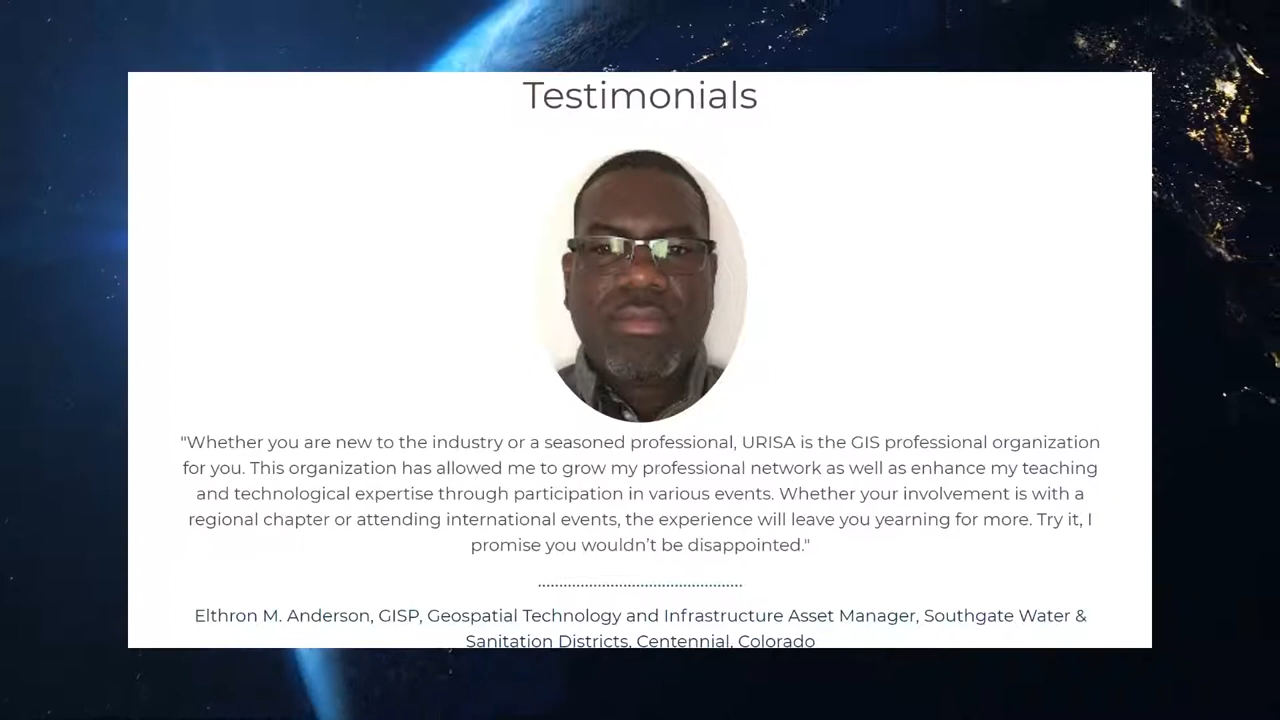 Testimonials
"Whether you are new to the industry or a seasoned professional, URISA is the GIS professional organization
for you. This organization has allowed me to grow my professional network as well as enhance my teaching
and technological expertise through participation in various events. Whether your involvement is with a
regional chapter or attending international events, the experience will leave you yearning for more. Try it, I
promise you wouldn’t be disappointed."
Elthron M. Anderson, GISP, Geospatial Technology and Infrastructure Asset Manager, Southgate Water &
Sanitation Districts, Centennial, Colorado